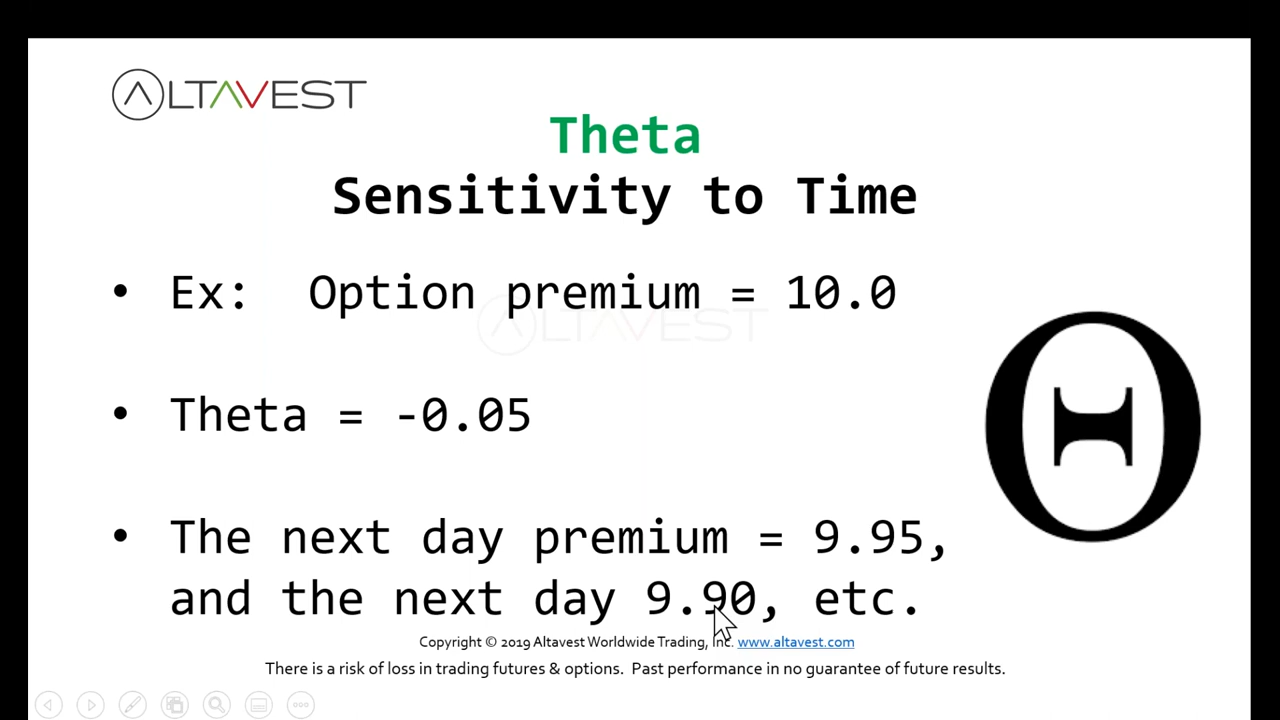 ALTAVEST
Theta
Sensitivity to Time
• Ex: Option premium = 10.0
ALTAVEST
• Theta = -0.05
Θ
• The next day premium = 9.95,
and the next day 9.90, etc.
Copyright © 2019 Altavest Worldwide Trading, Inc. www.altavest.com
There is a risk of loss in trading futures & options. Past performance in no guarantee of future results.